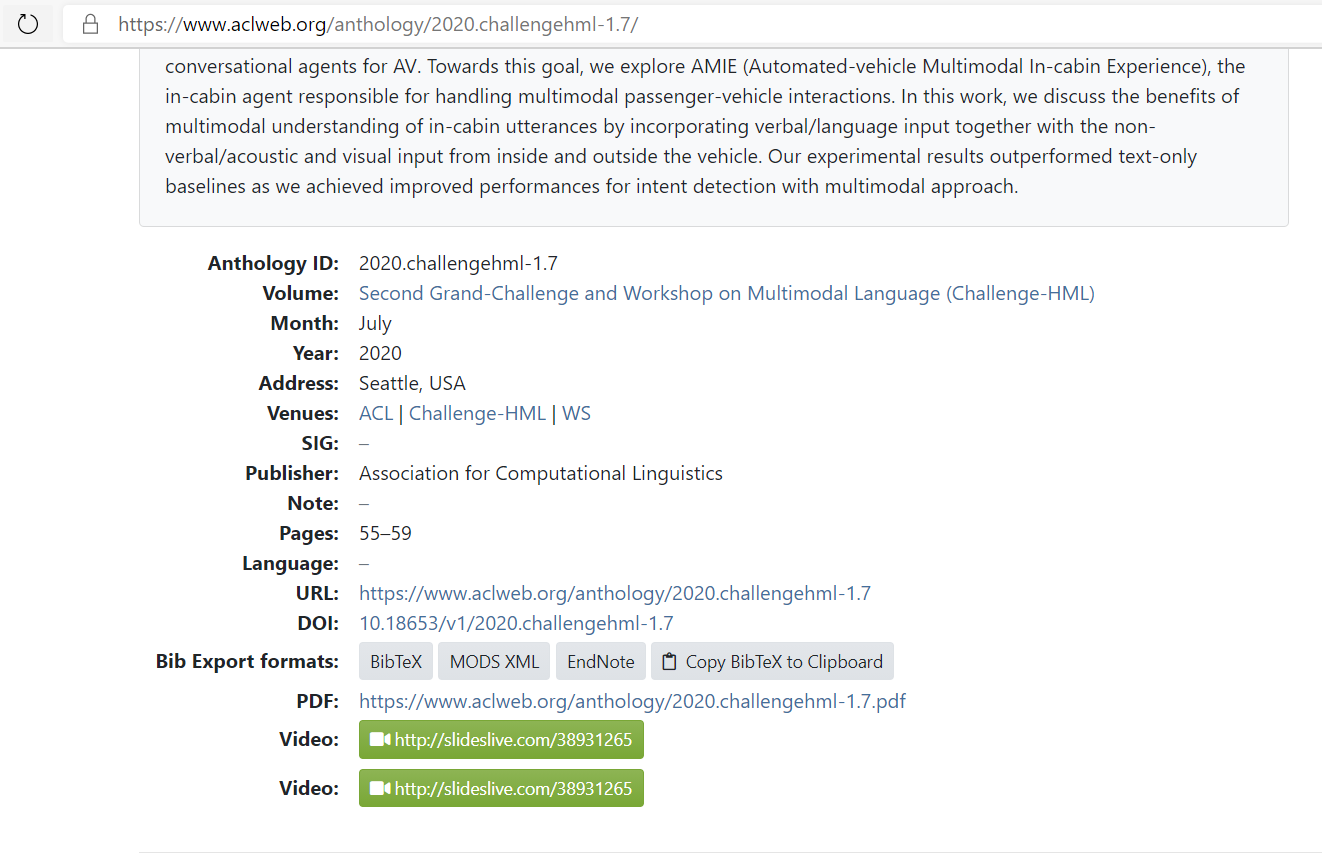 https://www.aclweb.org/anthology/2020.challengehml-1.7/
conversational agents for AV. Towards this goal, we explore AMIE (Automated-vehicle Multimodal In-cabin Experience), the
in-cabin agent responsible for handling multimodal passenger-vehicle interactions. In this work, we discuss the benefits of
multimodal understanding of in-cabin utterances by incorporating verbal/language input together with the non-
verbal/acoustic and visual input from inside and outside the vehicle. Our experimental results outperformed text-only
baselines as we achieved improved performances for intent detection with multimodal approach.
Anthology ID: 2020.challengehml-1.7
Volume: Second Grand-Challenge and Workshop on Multimodal Language (Challenge-HML)
Month: July
Year: 2020
Address: Seattle, USA
Venues: ACL | Challenge-HML | WS
SIG: –
Publisher: Association for Computational Linguistics
Note: –
Pages: 55–59
Language: –
URL: https://www.aclweb.org/anthology/2020.challengehml-1.7
DOI: 10.18653/v1/2020.challengehml-1.7
Bib Export formats: BibTeX MODS XML EndNote Copy BibTeX to Clipboard
PDF: https://www.aclweb.org/anthology/2020.challengehml-1.7.pdf
Video: http://slideslive.com/38931265
Video: http://slideslive.com/38931265